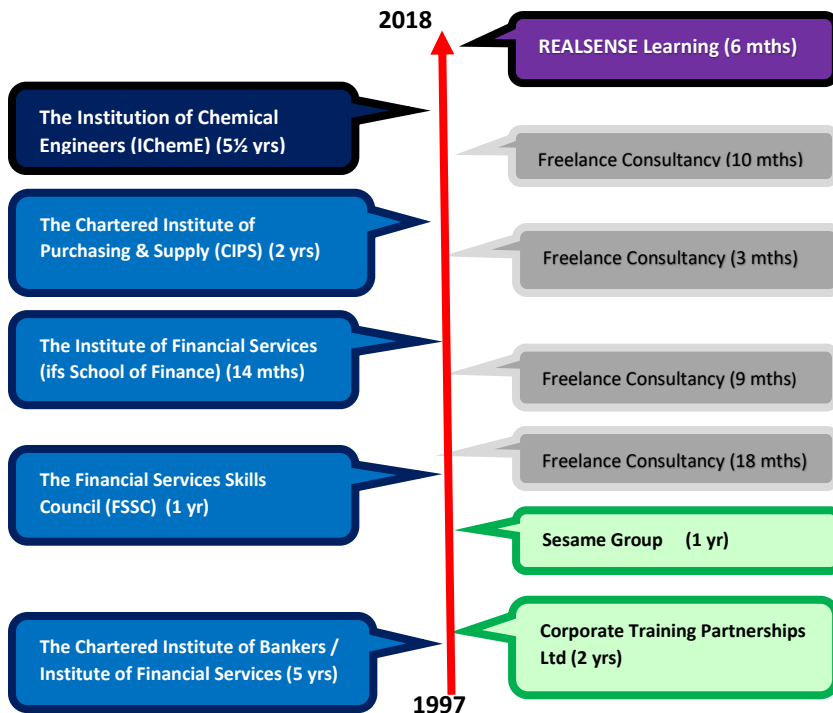 2018
REALSENSE Learning (6 mths)
The Institution of Chemical
Engineers (IChemE) (5½ yrs)
Freelance Consultancy (10 mths)
The Chartered Institute of
Purchasing & Supply (CIPS) (2 yrs)
Freelance Consultancy (3 mths)
The Institute of Financial Services
(ifs School of Finance) (14 mths)
Freelance Consultancy (9 mths)
Freelance Consultancy (18 mths)
The Financial Services Skills
Council (FSSC) (1 yr)
Sesame Group (1 yr)
Corporate Training Partnerships
Ltd (2 yrs)
The Chartered Institute of Bankers /
Institute of Financial Services (5 yrs)
1997